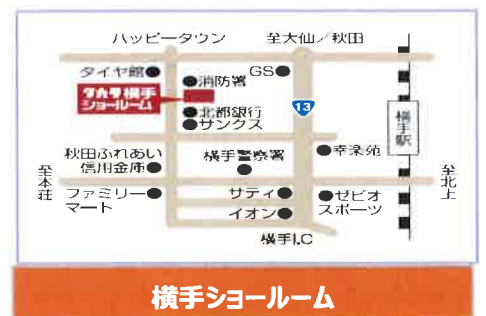 ハッピータウン
至大仙／秋田
タイヤ館
消防署
GS
タカラ横手
ショールーム
13
北都銀行
サンクス
横手駅
秋田ふれあい
信用金庫
横手警察署
幸楽苑
至本荘
至北上
ファミリー
マート
サティ
イオン
ゼビオ
スポーツ
横手I.C
横手ショールーム